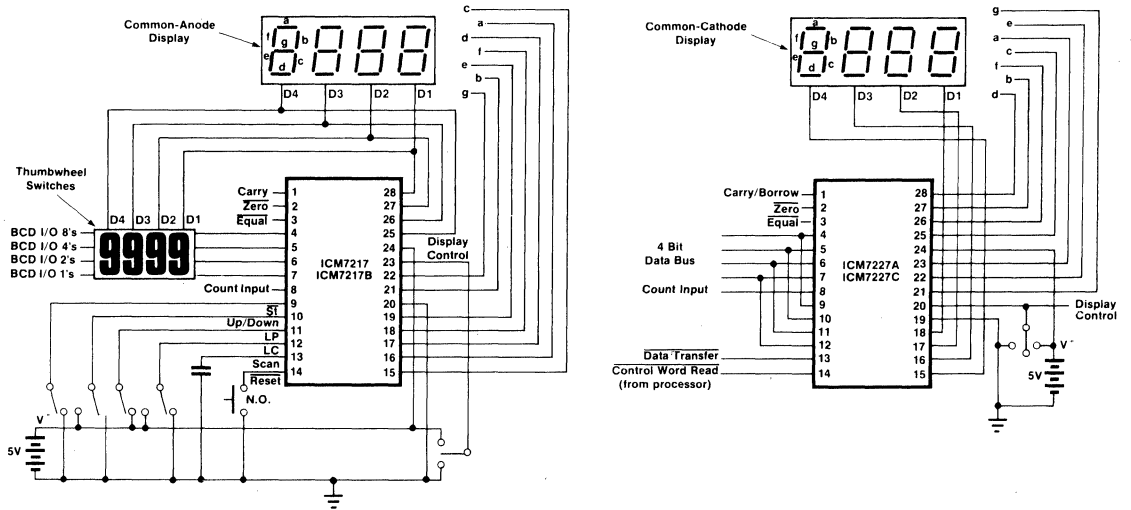 Common-Anode
Display
a
f
b
g
e
c
d
D4
D3
D2
D1
c
a
d
f
e
b
g
Thumbwheel
Switches
D4 D3 D2 D1
9999
BCD I/O 8's
BCD I/O 4's
BCD I/O 2's
BCD I/O 1's
Carry
Zero
Equal
Count Input
SI
Up/Down
LP
LC
Scan
Reset
N.O.
1
2
3
4
5
6
7
8
9
10
11
12
13
14
ICM7217
ICM7217B
28
27
26
25
24
23
22
21
20
19
18
17
16
15
Display
Control
V-
5V
Common-Cathode
Display
a
f
b
g
e
c
d
D4
D3
D2
D1
g
e
a
c
f
b
d
Carry/Borrow
Zero
Equal
4 Bit
Data Bus
Count Input
Data Transfer
Control Word Read
(from processor)
1
2
3
4
5
6
7
8
9
10
11
12
13
14
ICM7227A
ICM7227C
28
27
26
25
24
23
22
21
20
19
18
17
16
15
Display
Control
V-
5V